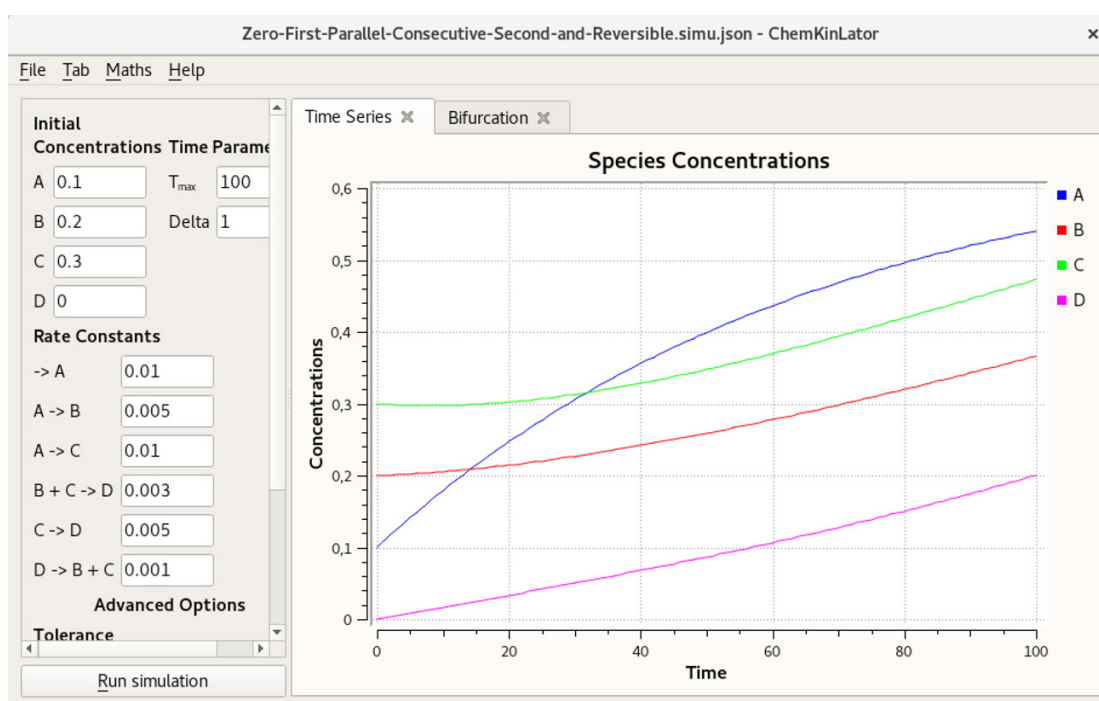 Zero-First-Parallel-Consecutive-Second-and-Reversible.simu.json - ChemKinLator
File Tab Maths Help
Initial
Concentrations Time Parame
A 0.1 Tmax 100
B 0.2 Delta 1
C 0.3
D 0
Rate Constants
-> A 0.01
A -> B 0.005
A -> C 0.01
B + C -> D 0.003
C -> D 0.005
D -> B + C 0.001
Advanced Options
Tolerance
Run simulation
Time Series Bifurcation
Species Concentrations
0,6
0,5
0,4
0,3
0,2
0,1
0
Concentrations
0 20 40 60 80 100
Time
A
B
C
D